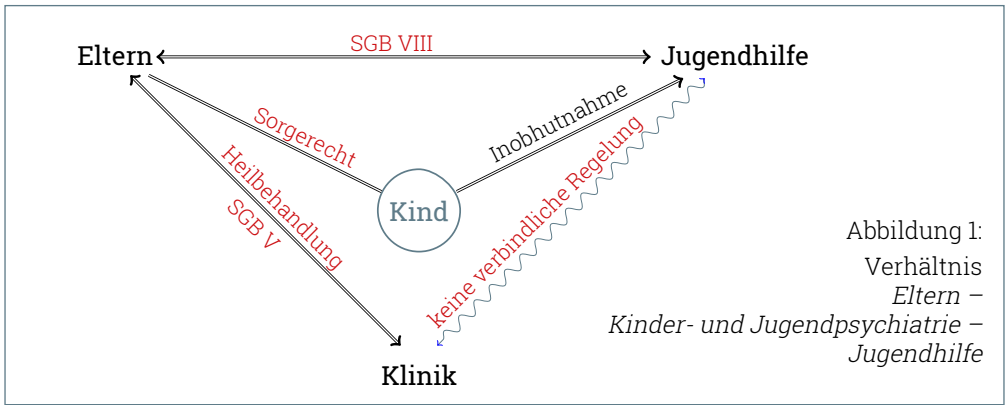 SGB VIII
Eltern
Jugendhilfe
Sorgerecht
Inobhutnahme
Heilbehandlung
SGB V
Kind
keine verbindliche Regelung
Klinik
Abbildung 1:
Verhältnis
Eltern –
Kinder- und Jugendpsychiatrie –
Jugendhilfe